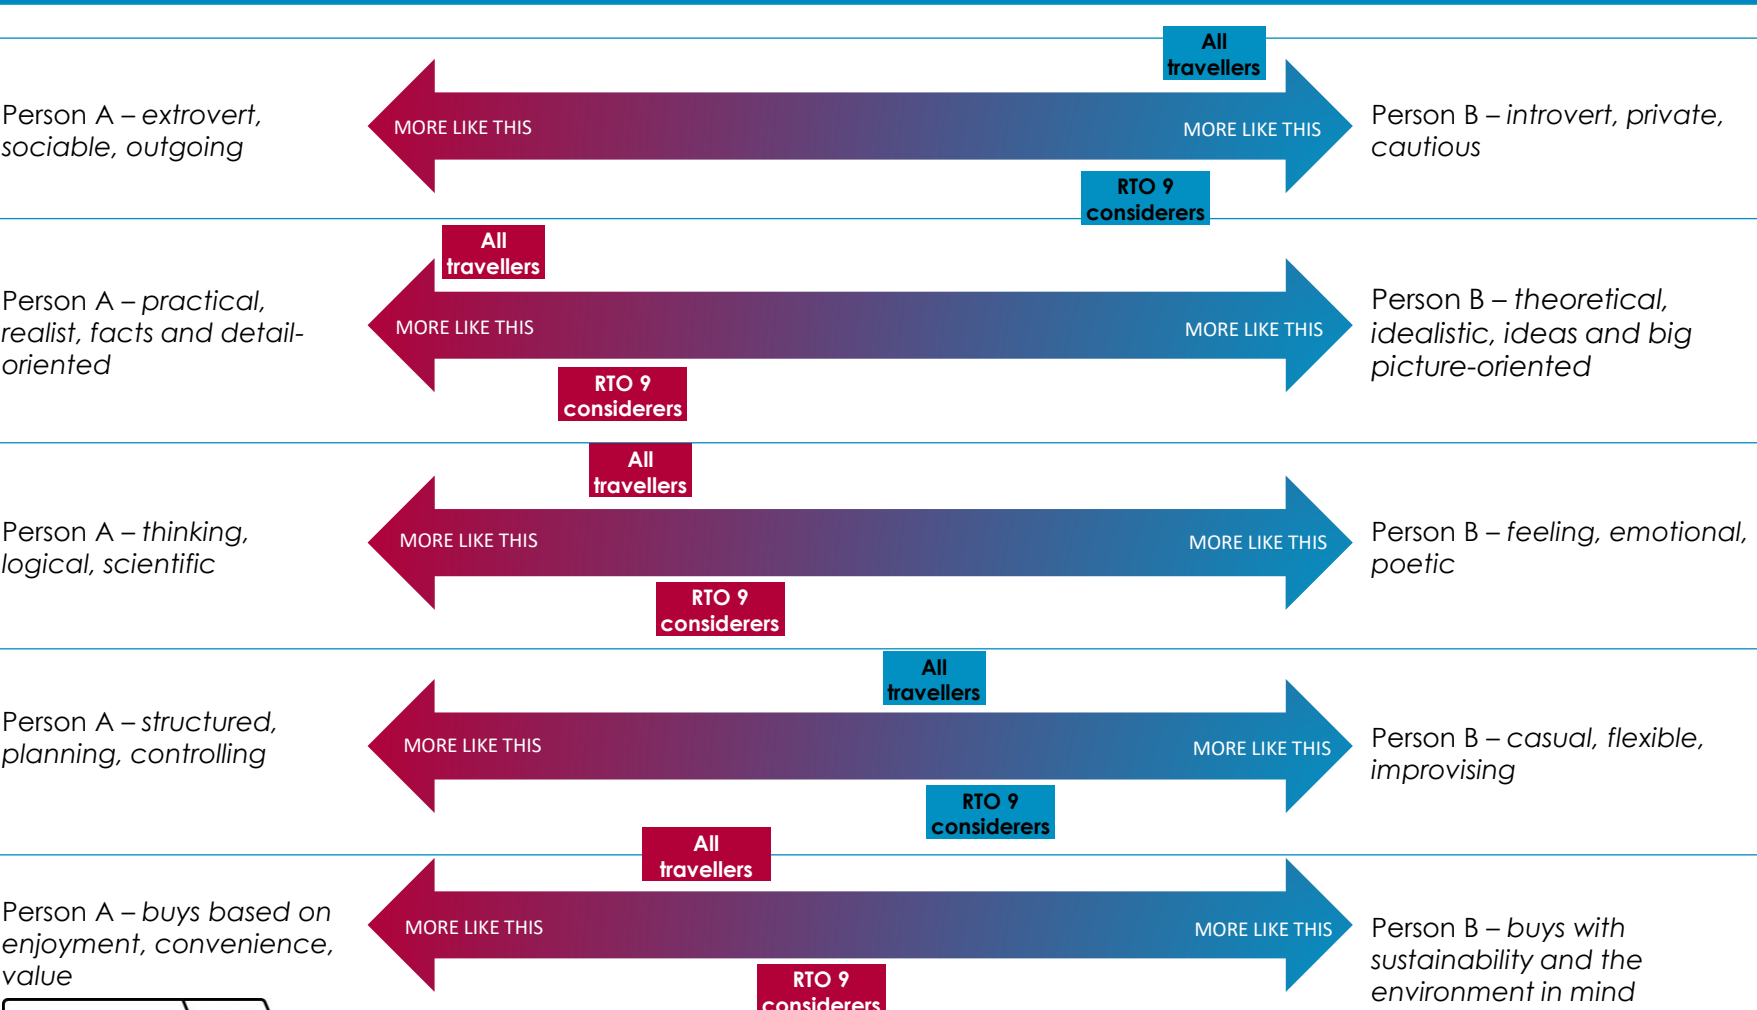 All
travellers
Person A – extrovert,
sociable, outgoing
MORE LIKE THIS
MORE LIKE THIS
Person B – introvert, private,
cautious
RTO 9
considerers
All
travellers
Person A – practical,
realist, facts and detail-
oriented
MORE LIKE THIS
MORE LIKE THIS
Person B – theoretical,
idealistic, ideas and big
picture-oriented
RTO 9
considerers
All
travellers
Person A – thinking,
logical, scientific
MORE LIKE THIS
MORE LIKE THIS
Person B – feeling, emotional,
poetic
RTO 9
considerers
All
travellers
Person A – structured,
planning, controlling
MORE LIKE THIS
MORE LIKE THIS
Person B – casual, flexible,
improvising
RTO 9
considerers
All
travellers
Person A – buys based on
enjoyment, convenience,
value
MORE LIKE THIS
MORE LIKE THIS
Person B – buys with
sustainability and the
environment in mind
RTO 9
considerers